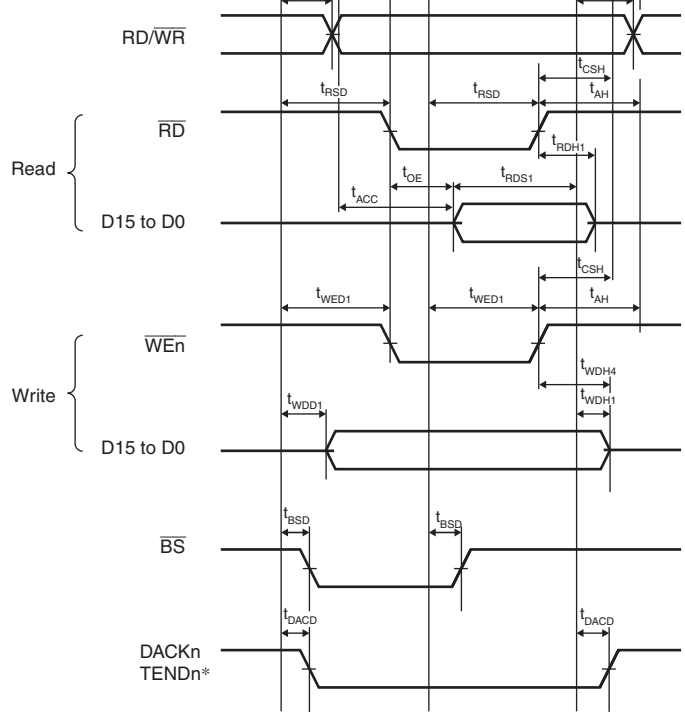 RD/WR
tCSH
tRSD tRSD tAH
RD
tRDH1
Read
tOE tRDS1
tACC
D15 to D0
tCSH
tWED1 tWED1 tAH
WEn
tWDH4
Write
tWDD1 tWDH1
D15 to D0
tBSD tBSD
BS
tDACD tDACD
DACKn
TENDn*